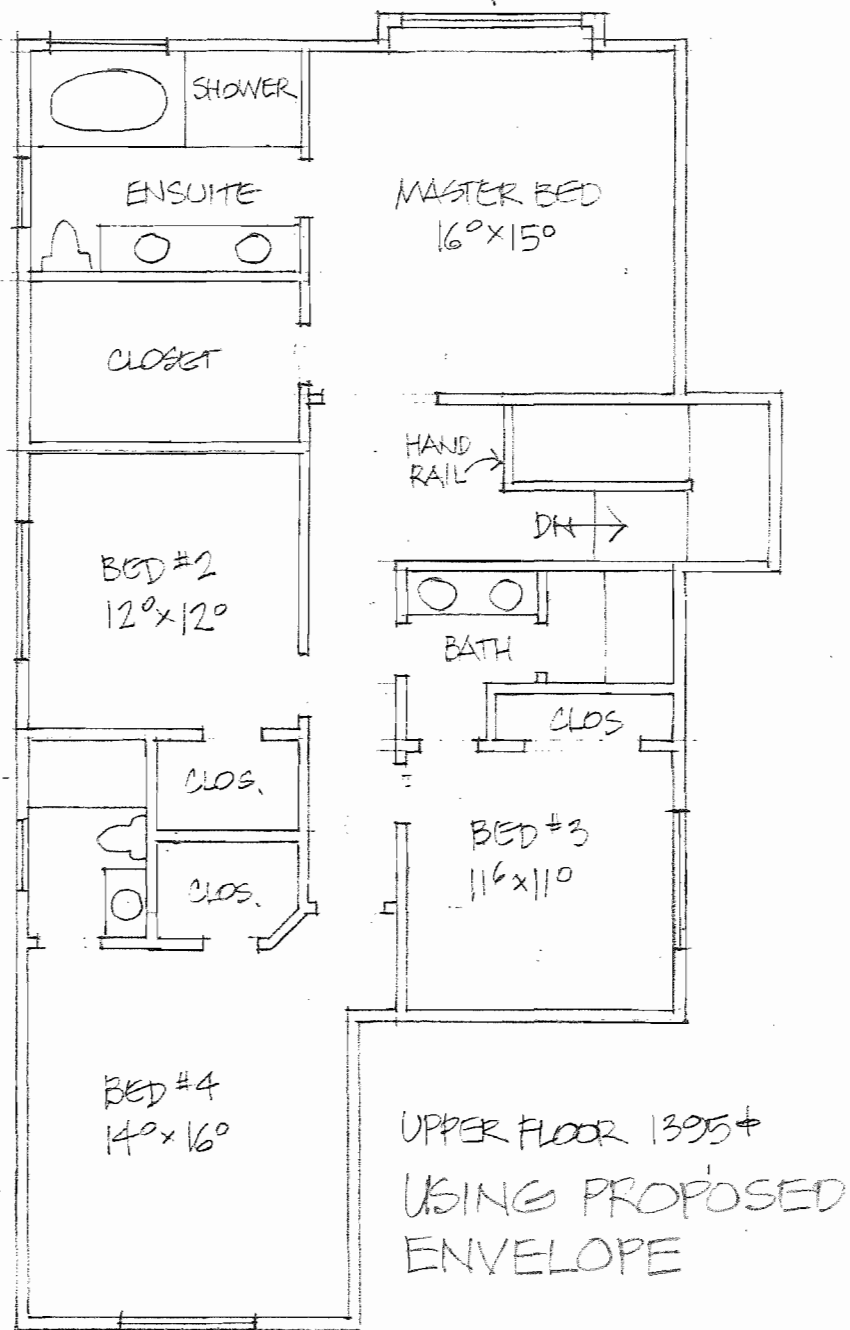 SHOWER
ENSUITE
MASTER BED
16⁰ x 15⁰
CLOSET
HAND
RAIL
DN
BED #2
12⁰ x 12⁰
BATH
CLOS
CLOS.
BED #3
11⁶ x 11⁰
CLOS.
BED #4
14⁰ x 16⁰
UPPER FLOOR 1395⌽
USING PROPOSED
ENVELOPE